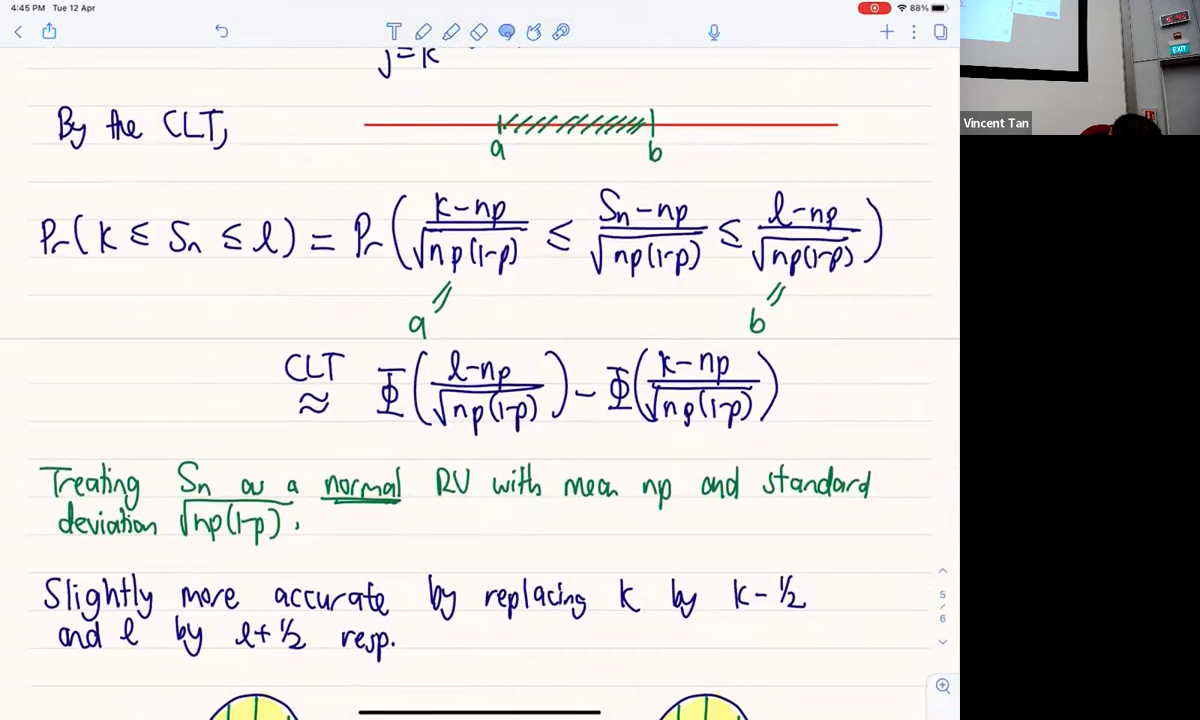 4:45 PM Tue 12 Apr
88%
j=k
By the CLT,
a b
Pr( k ≤ Sn ≤ l ) = Pr( (k-np)/√(np(1-p)) ≤ (Sn-np)/√(np(1-p)) ≤ (l-np)/√(np(1-p)) )
a b
CLT
≈ Φ( (l-np)/√(np(1-p)) ) - Φ( (k-np)/√(np(1-p)) )
Treating Sn as a normal RV with mean np and standard
deviation √(np(1-p)).
Slightly more accurate by replacing k by k-1/2
and l by l+1/2 resp.
5
/
6
EXIT
Vincent Tan